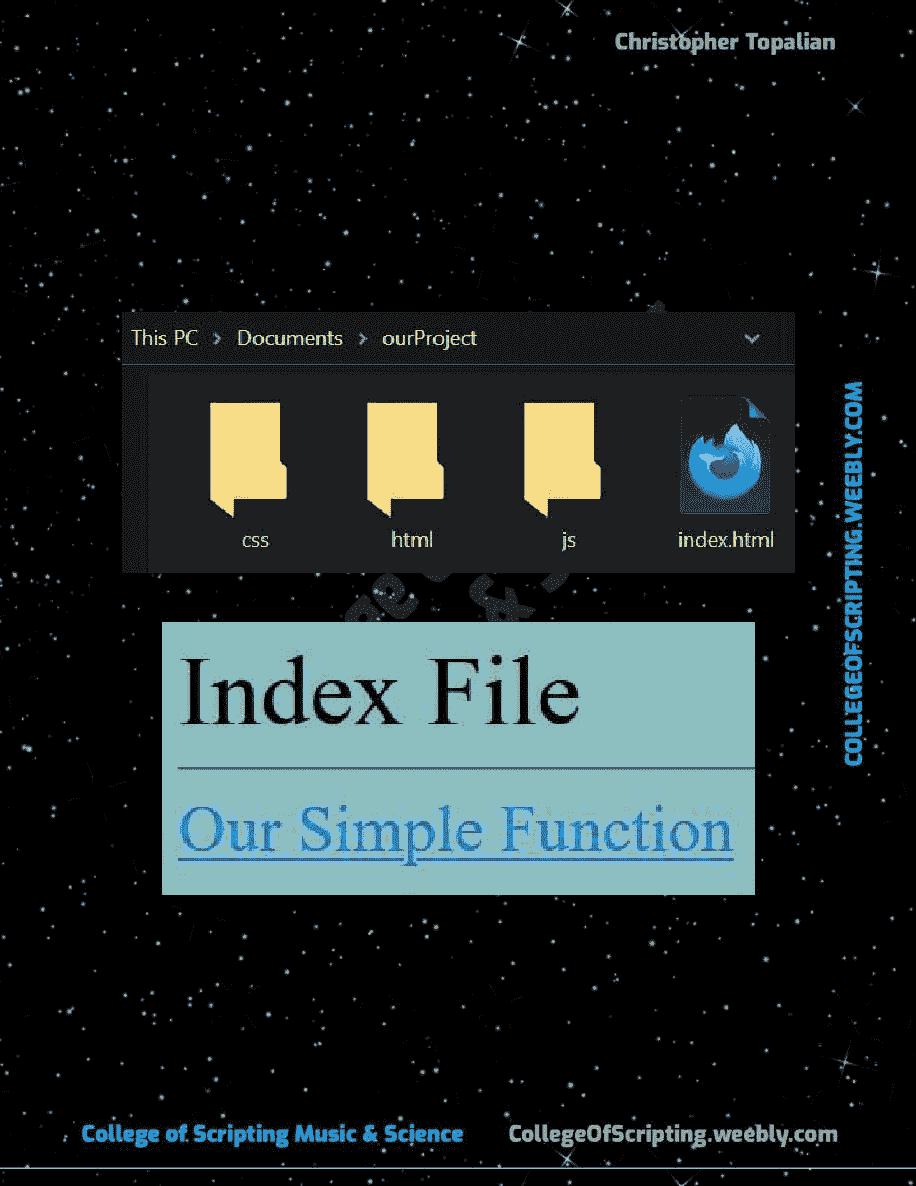 Christopher Topalian
This PC > Documents > ourProject
css
html
js
index.html
COLLEGEOFSCRIPTING.WEEBLY.COM
Index File
Our Simple Function
College of Scripting Music & Science
CollegeOfScripting.weebly.com